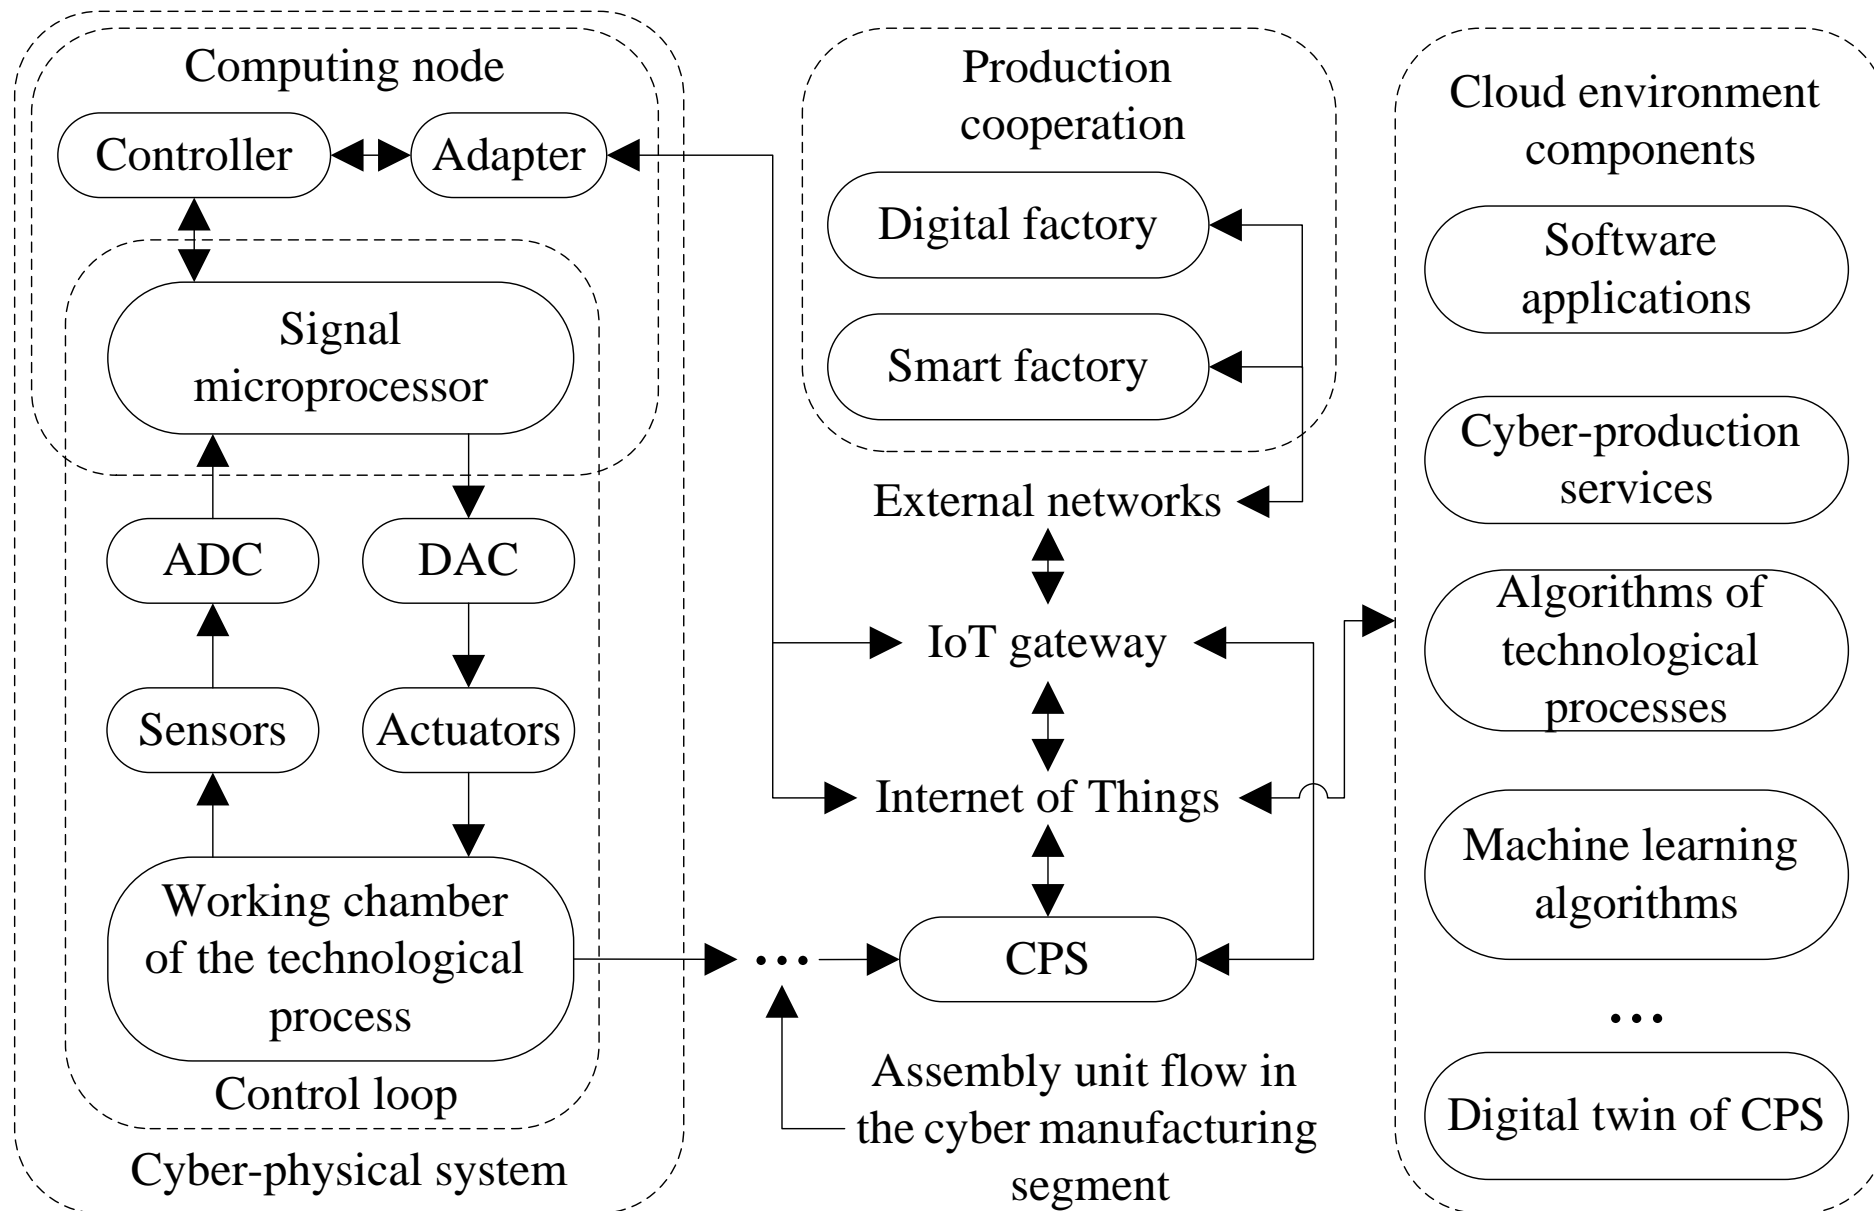 Computing node
Controller
Adapter
Signal
microprocessor
ADC
DAC
Sensors
Actuators
Working chamber
of the technological
process
Control loop
Cyber-physical system
Production
cooperation
Digital factory
Smart factory
External networks
IoT gateway
Internet of Things
... CPS
Assembly unit flow in
the cyber manufacturing
segment
Cloud environment
components
Software
applications
Cyber-production
services
Algorithms of
technological
processes
Machine learning
algorithms
...
Digital twin of CPS